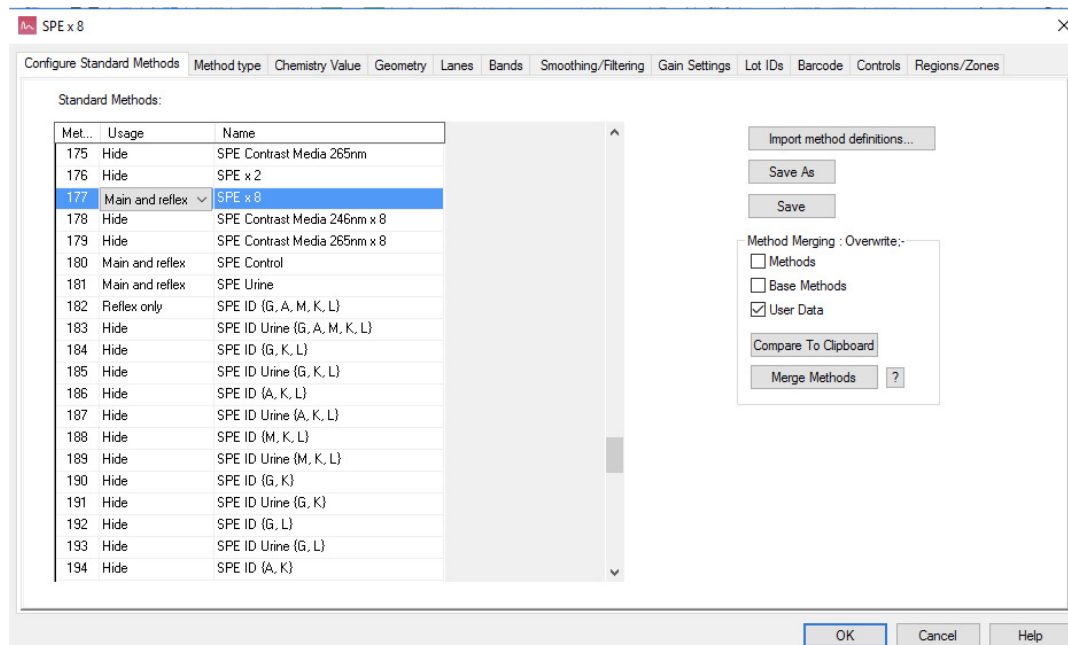 SPE x 8
Configure Standard Methods Method type Chemistry Value Geometry Lanes Bands Smoothing/Filtering Gain Settings Lot IDs Barcode Controls Regions/Zones
Standard Methods:
Met... Usage Name
175 Hide SPE Contrast Media 265nm
176 Hide SPE x 2
177 Main and reflex SPE x 8
178 Hide SPE Contrast Media 246nm x 8
179 Hide SPE Contrast Media 265nm x 8
180 Main and reflex SPE Control
181 Main and reflex SPE Urine
182 Reflex only SPE ID {G, A, M, K, L}
183 Hide SPE ID Urine {G, A, M, K, L}
184 Hide SPE ID {G, K, L}
185 Hide SPE ID Urine {G, K, L}
186 Hide SPE ID {A, K, L}
187 Hide SPE ID Urine {A, K, L}
188 Hide SPE ID {M, K, L}
189 Hide SPE ID Urine {M, K, L}
190 Hide SPE ID {G, K}
191 Hide SPE ID Urine {G, K}
192 Hide SPE ID {G, L}
193 Hide SPE ID Urine {G, L}
194 Hide SPE ID {A, K}
Import method definitions...
Save As
Save
Method Merging : Overwrite;-
Methods
Base Methods
User Data
Compare To Clipboard
Merge Methods ?
OK Cancel Help